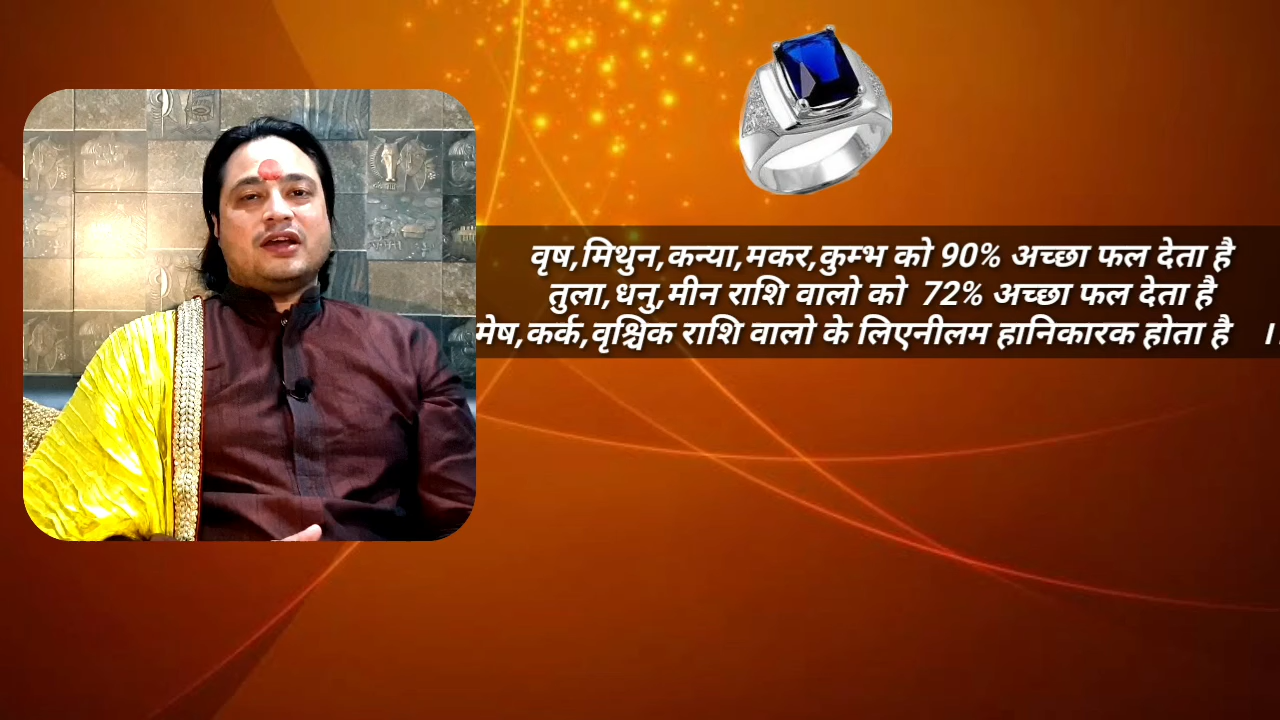 वृष,मिथुन,कन्या,मकर,कुम्भ को 90% अच्छा फल देता है
तुला,धनु,मीन राशि वालो को 72% अच्छा फल देता है
मेष,कर्क,वृश्चिक राशि वालो के लिएनीलम हानिकारक होता है ।।